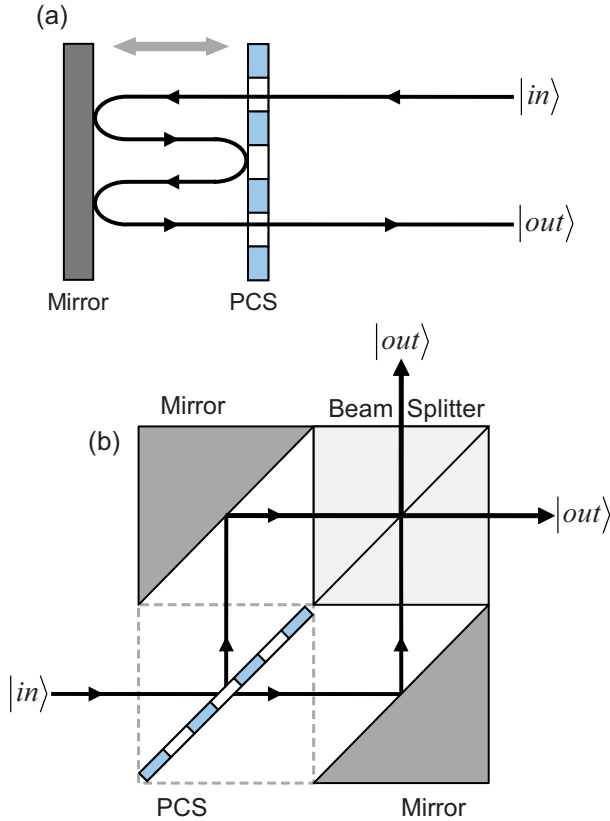 (a)
|in⟩
|out⟩
Mirror
PCS
|out⟩
Mirror
Beam Splitter
(b)
|out⟩
|in⟩
PCS
Mirror